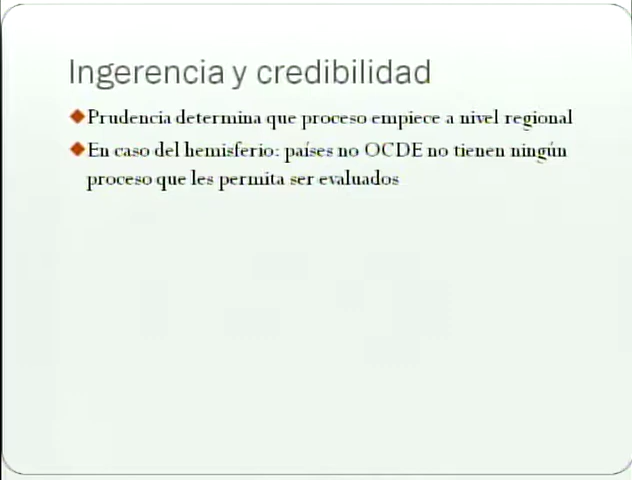 Ingerencia y credibilidad
Prudencia determina que proceso empiece a nivel regional
En caso del hemisferio: países no OCDE no tienen ningún
proceso que les permita ser evaluados